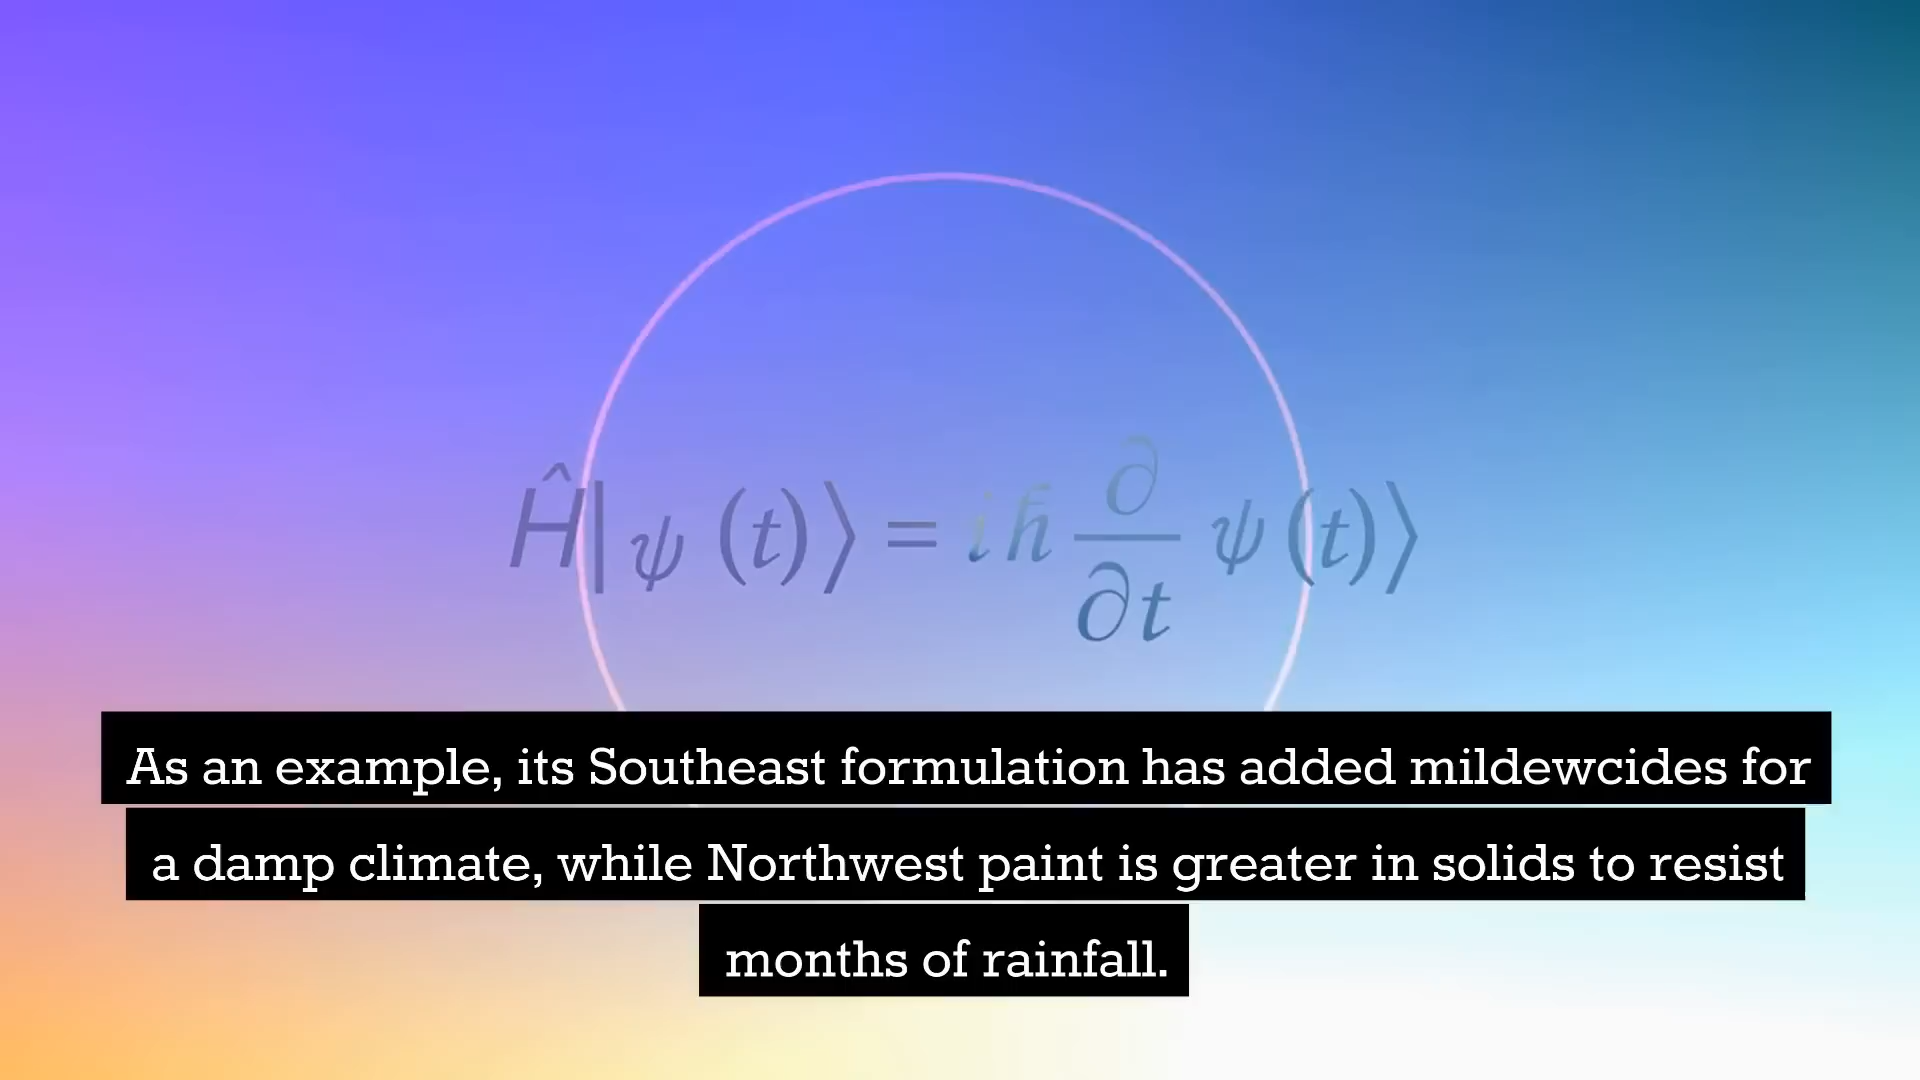 Ĥ|ψ(t)⟩ = iℏ ∂/∂t ψ(t)⟩
As an example, its Southeast formulation has added mildewcides for
a damp climate, while Northwest paint is greater in solids to resist
months of rainfall.